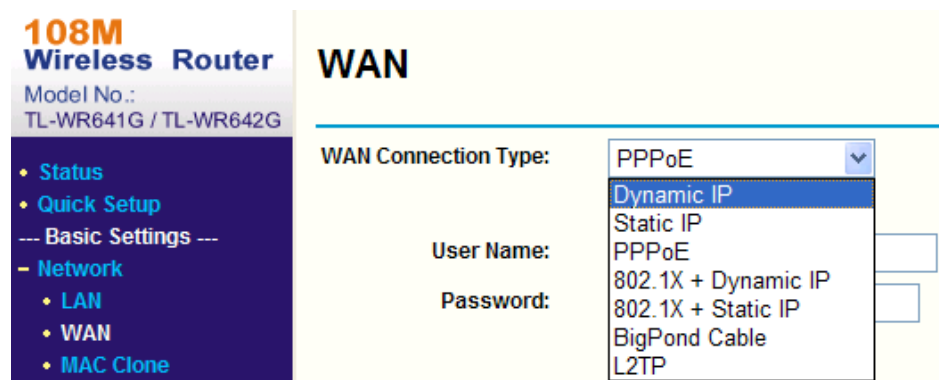 108M
Wireless Router
Model No.:
TL-WR641G / TL-WR642G
• Status
• Quick Setup
--- Basic Settings ---
– Network
• LAN
• WAN
• MAC Clone
WAN
WAN Connection Type: PPPoE
Dynamic IP
Static IP
PPPoE
802.1X + Dynamic IP
802.1X + Static IP
BigPond Cable
L2TP
User Name:
Password: